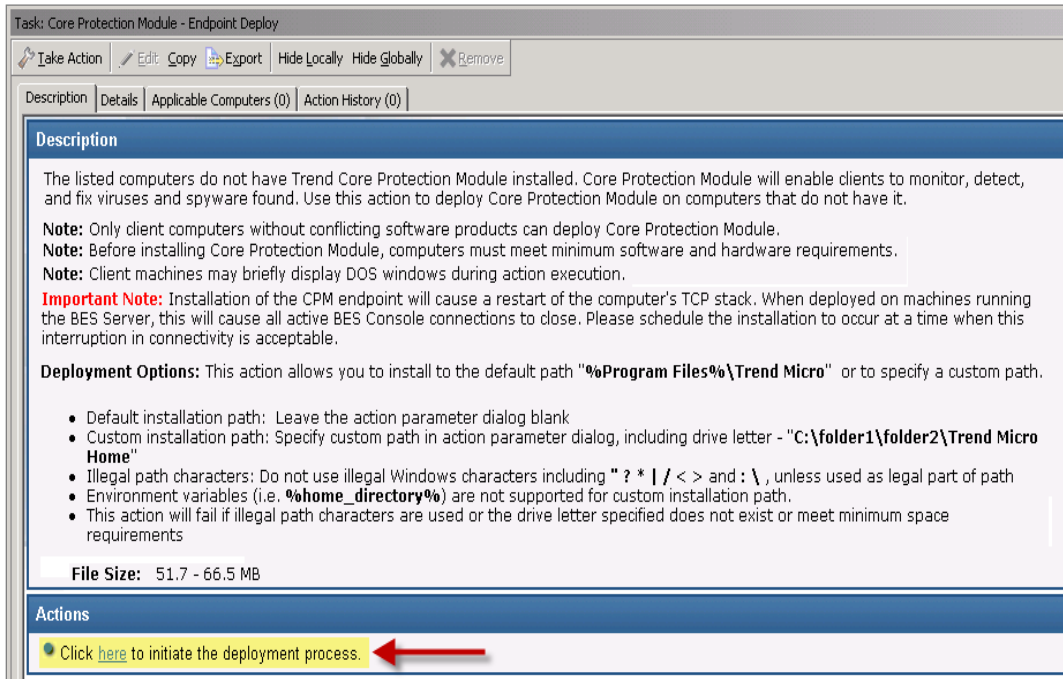 Task: Core Protection Module - Endpoint Deploy
Take Action Edit Copy Export Hide Locally Hide Globally Remove
Description Details Applicable Computers (0) Action History (0)
Description
The listed computers do not have Trend Core Protection Module installed. Core Protection Module will enable clients to monitor, detect,
and fix viruses and spyware found. Use this action to deploy Core Protection Module on computers that do not have it.
Note: Only client computers without conflicting software products can deploy Core Protection Module.
Note: Before installing Core Protection Module, computers must meet minimum software and hardware requirements.
Note: Client machines may briefly display DOS windows during action execution.
Important Note: Installation of the CPM endpoint will cause a restart of the computer's TCP stack. When deployed on machines running
the BES Server, this will cause all active BES Console connections to close. Please schedule the installation to occur at a time when this
interruption in connectivity is acceptable.
Deployment Options: This action allows you to install to the default path "%Program Files%\Trend Micro" or to specify a custom path.
• Default installation path: Leave the action parameter dialog blank
• Custom installation path: Specify custom path in action parameter dialog, including drive letter - "C:\folder1\folder2\Trend Micro
Home"
• Illegal path characters: Do not use illegal Windows characters including " ? * | / < > and : \ , unless used as legal part of path
• Environment variables (i.e. %home_directory%) are not supported for custom installation path.
• This action will fail if illegal path characters are used or the drive letter specified does not exist or meet minimum space
requirements
File Size: 51.7 - 66.5 MB
Actions
Click here to initiate the deployment process.